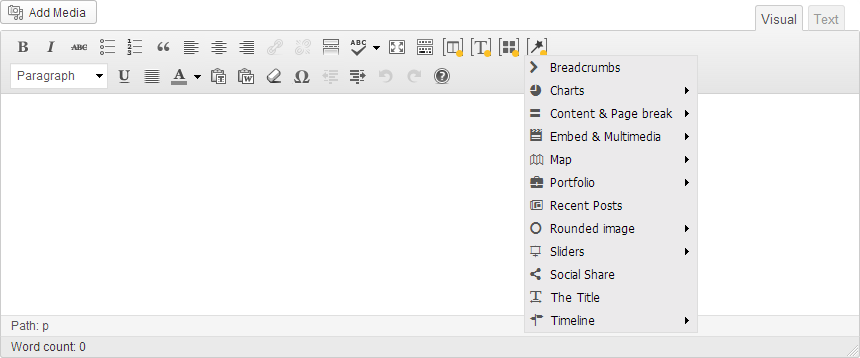 Add Media
Visual
Text
B I ABC
ABC
T
Paragraph
U
A
T
W
Ω
?
Breadcrumbs
Charts
Content & Page break
Embed & Multimedia
Map
Portfolio
Recent Posts
Rounded image
Sliders
Social Share
The Title
Timeline
Path: p
Word count: 0